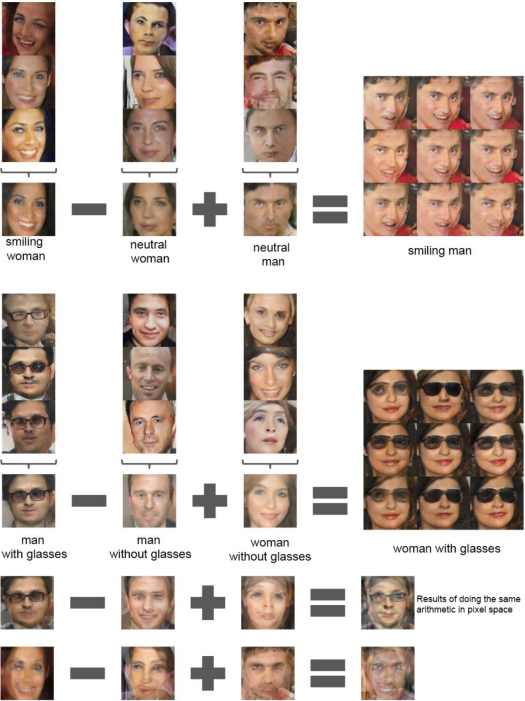 smiling
woman
neutral
woman
neutral
man
smiling man
man
with glasses
man
without glasses
woman
without glasses
woman with glasses
Results of doing the same
arithmetic in pixel space